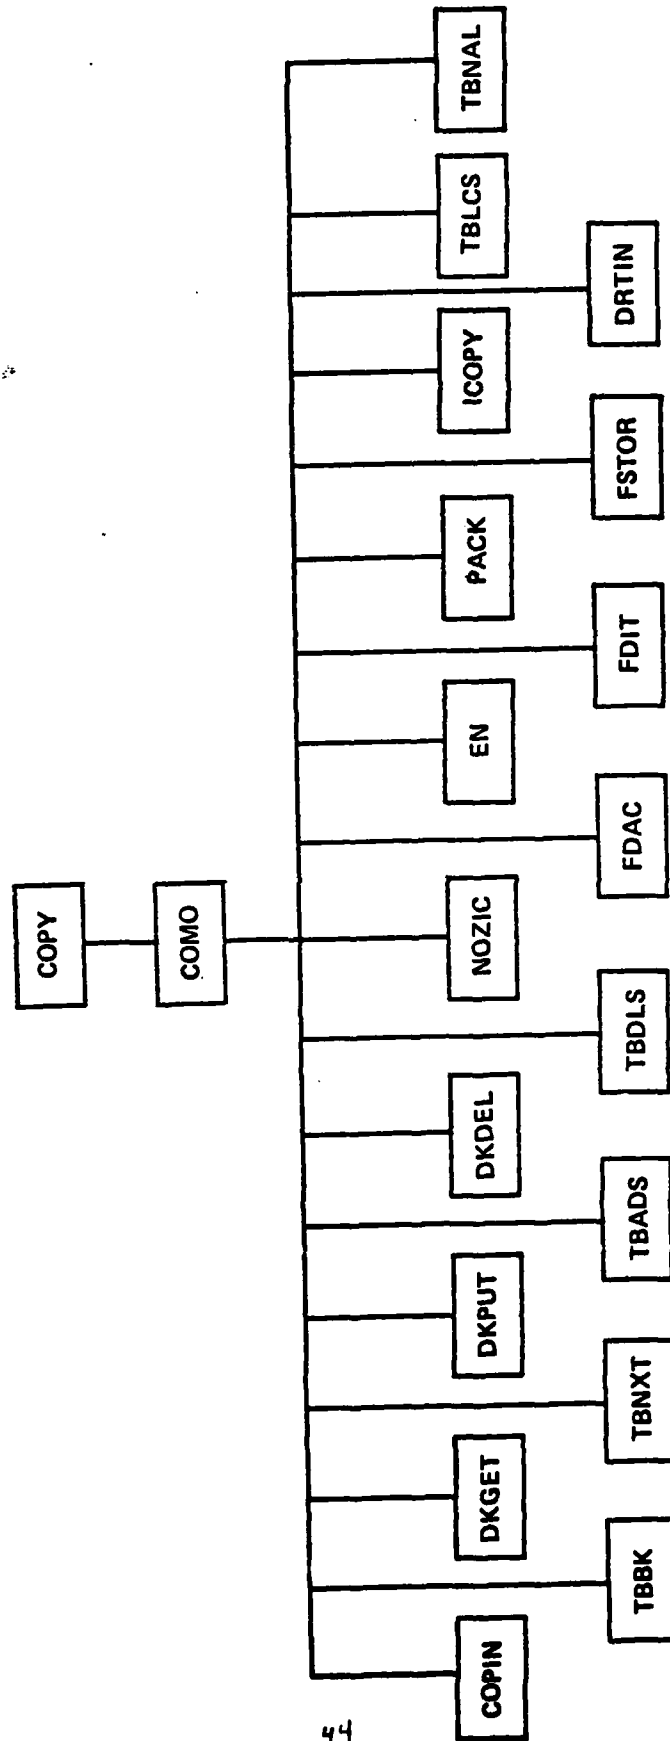 COPY
COMO
COPIN
DKGET
DKPUT
DKDEL
NOZIC
EN
PACK
ICOPY
TBLCS
TBNAL
TBBK
TBNXT
TBADS
TBDLS
FDAC
FDIT
FSTOR
DRTIN
44